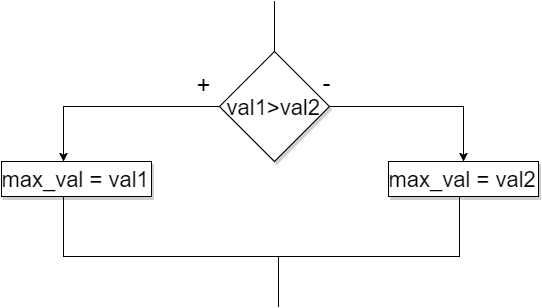 +
-
val1>val2
max_val = val1
max_val = val2